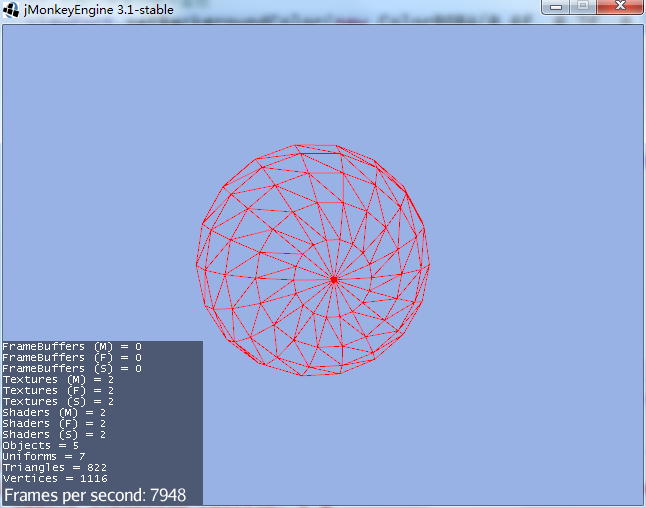 jMonkeyEngine 3.1-stable
FrameBuffers (M) = 0
FrameBuffers (F) = 0
FrameBuffers (S) = 0
Textures (M) = 2
Textures (F) = 2
Textures (S) = 2
Shaders (M) = 2
Shaders (F) = 2
Shaders (S) = 2
Objects = 5
Uniforms = 7
Triangles = 822
Vertices = 1116
Frames per second: 7948